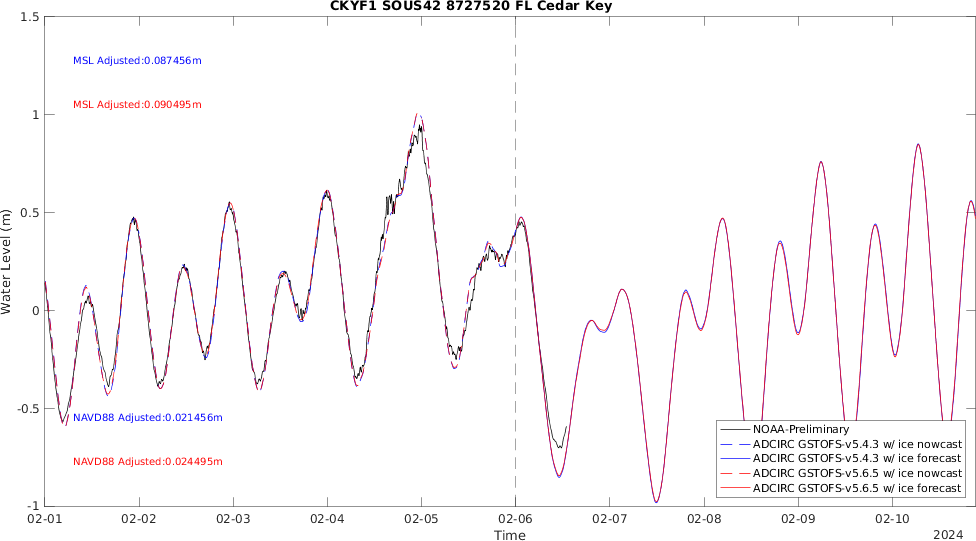 CKYF1 SOUS42 8727520 FL Cedar Key
1.5
MSL Adjusted:0.087456m
MSL Adjusted:0.090495m
1
0.5
Water Level (m)
0
-0.5
NAVD88 Adjusted:0.021456m
NAVD88 Adjusted:0.024495m
NOAA-Preliminary
ADCIRC GSTOFS-v5.4.3 w/ ice nowcast
ADCIRC GSTOFS-v5.4.3 w/ ice forecast
ADCIRC GSTOFS-v5.6.5 w/ ice nowcast
ADCIRC GSTOFS-v5.6.5 w/ ice forecast
-1
02-01 02-02 02-03 02-04 02-05 02-06 02-07 02-08 02-09 02-10
Time
2024